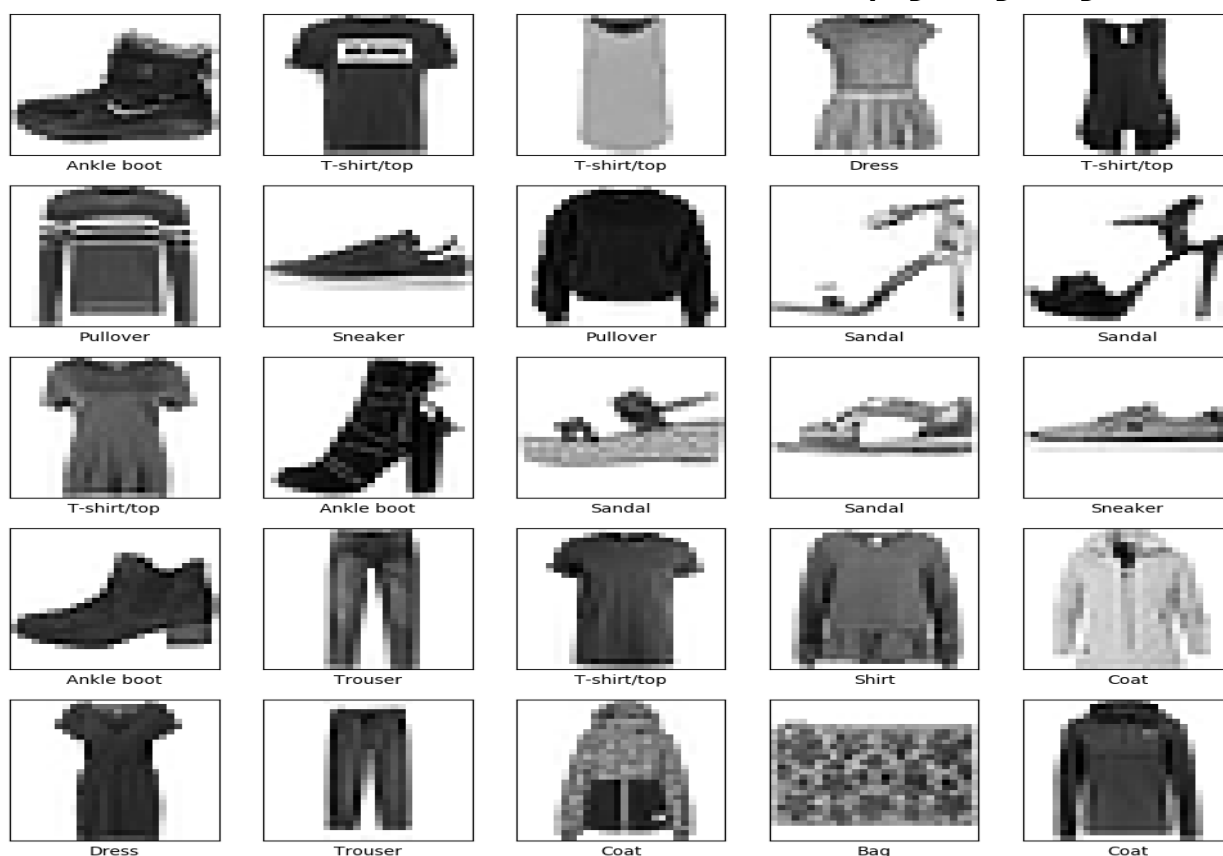 Ankle boot T-shirt/top T-shirt/top Dress T-shirt/top
Pullover Sneaker Pullover Sandal Sandal
T-shirt/top Ankle boot Sandal Sandal Sneaker
Ankle boot Trouser T-shirt/top Shirt Coat
Dress Trouser Coat Bag Coat